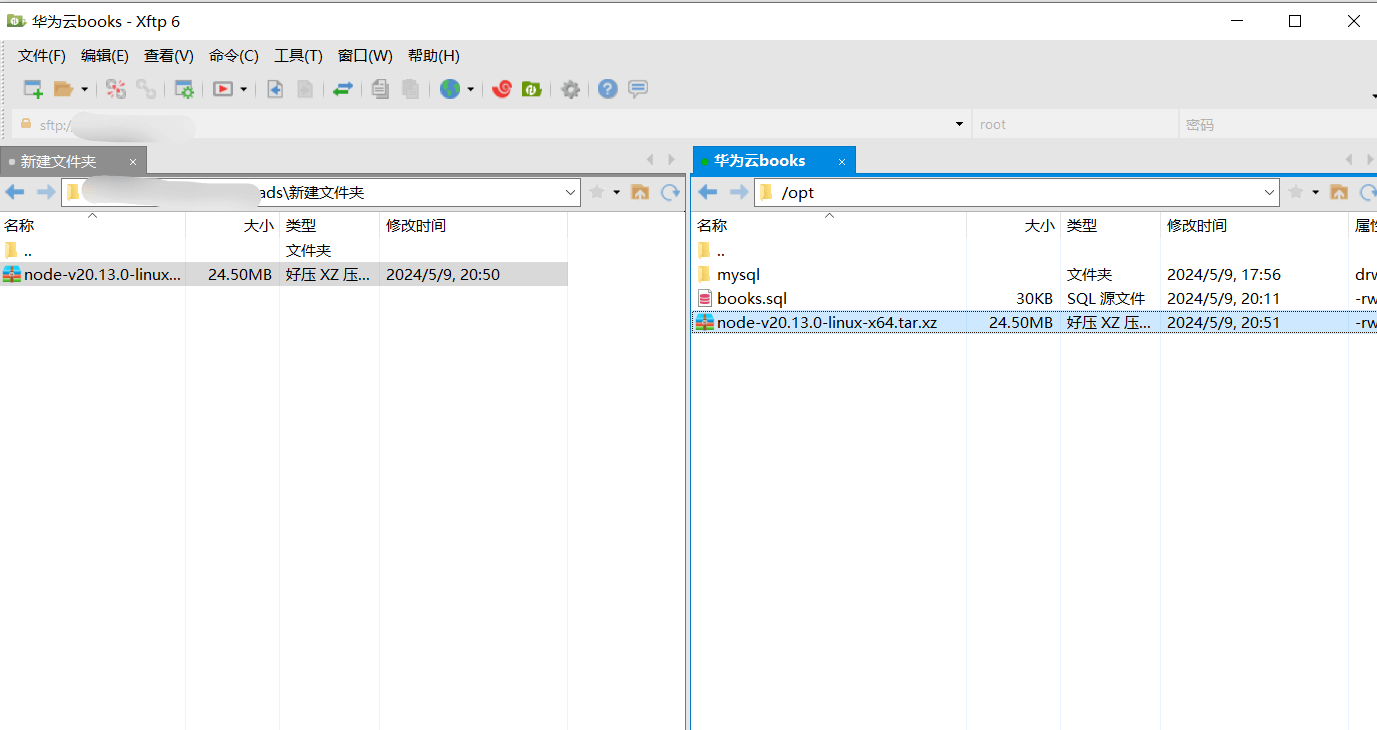 华为云books - Xftp 6
文件(F) 编辑(E) 查看(V) 命令(C) 工具(T) 窗口(W) 帮助(H)
sftp:/ root 密码
新建文件夹 × 华为云books ×
ads\新建文件夹 /opt
名称 大小 类型 修改时间
.. 文件夹
node-v20.13.0-linux... 24.50MB 好压 XZ 压... 2024/5/9, 20:50
名称 大小 类型 修改时间 属性
..
mysql 文件夹 2024/5/9, 17:56 drw
books.sql 30KB SQL 源文件 2024/5/9, 20:11 -rw
node-v20.13.0-linux-x64.tar.xz 24.50MB 好压 XZ 压... 2024/5/9, 20:51 -rw